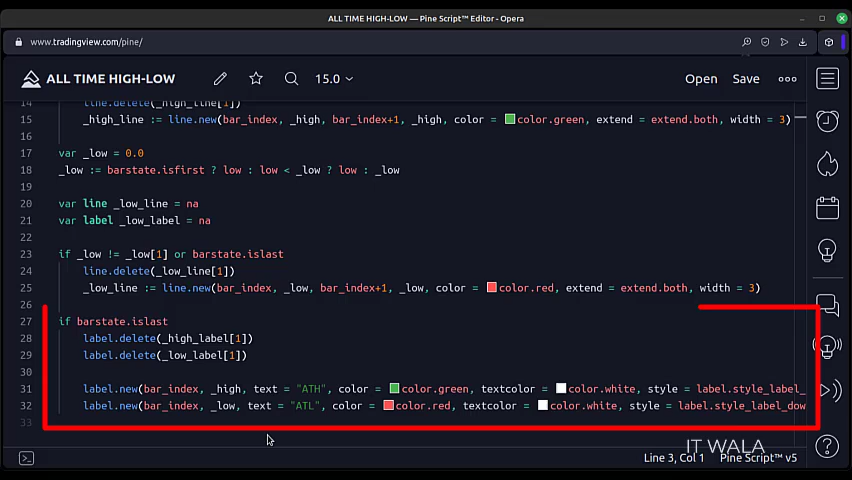 ALL TIME HIGH-LOW — Pine Script™ Editor - Opera
www.tradingview.com/pine/
ALL TIME HIGH-LOW 15.0 Open Save
14 line.delete(_high_line[1])
15 _high_line := line.new(bar_index, _high, bar_index+1, _high, color = color.green, extend = extend.both, width = 3)
16
17 var _low = 0.0
18 _low := barstate.isfirst ? low : low < _low ? low : _low
19
20 var line _low_line = na
21 var label _low_label = na
22
23 if _low != _low[1] or barstate.islast
24 line.delete(_low_line[1])
25 _low_line := line.new(bar_index, _low, bar_index+1, _low, color = color.red, extend = extend.both, width = 3)
26
27 if barstate.islast
28 label.delete(_high_label[1])
29 label.delete(_low_label[1])
30
31 label.new(bar_index, _high, text = "ATH", color = color.green, textcolor = color.white, style = label.style_label_
32 label.new(bar_index, _low, text = "ATL", color = color.red, textcolor = color.white, style = label.style_label_dow
33
IT WALA
Line 3, Col 1 Pine Script™ v5